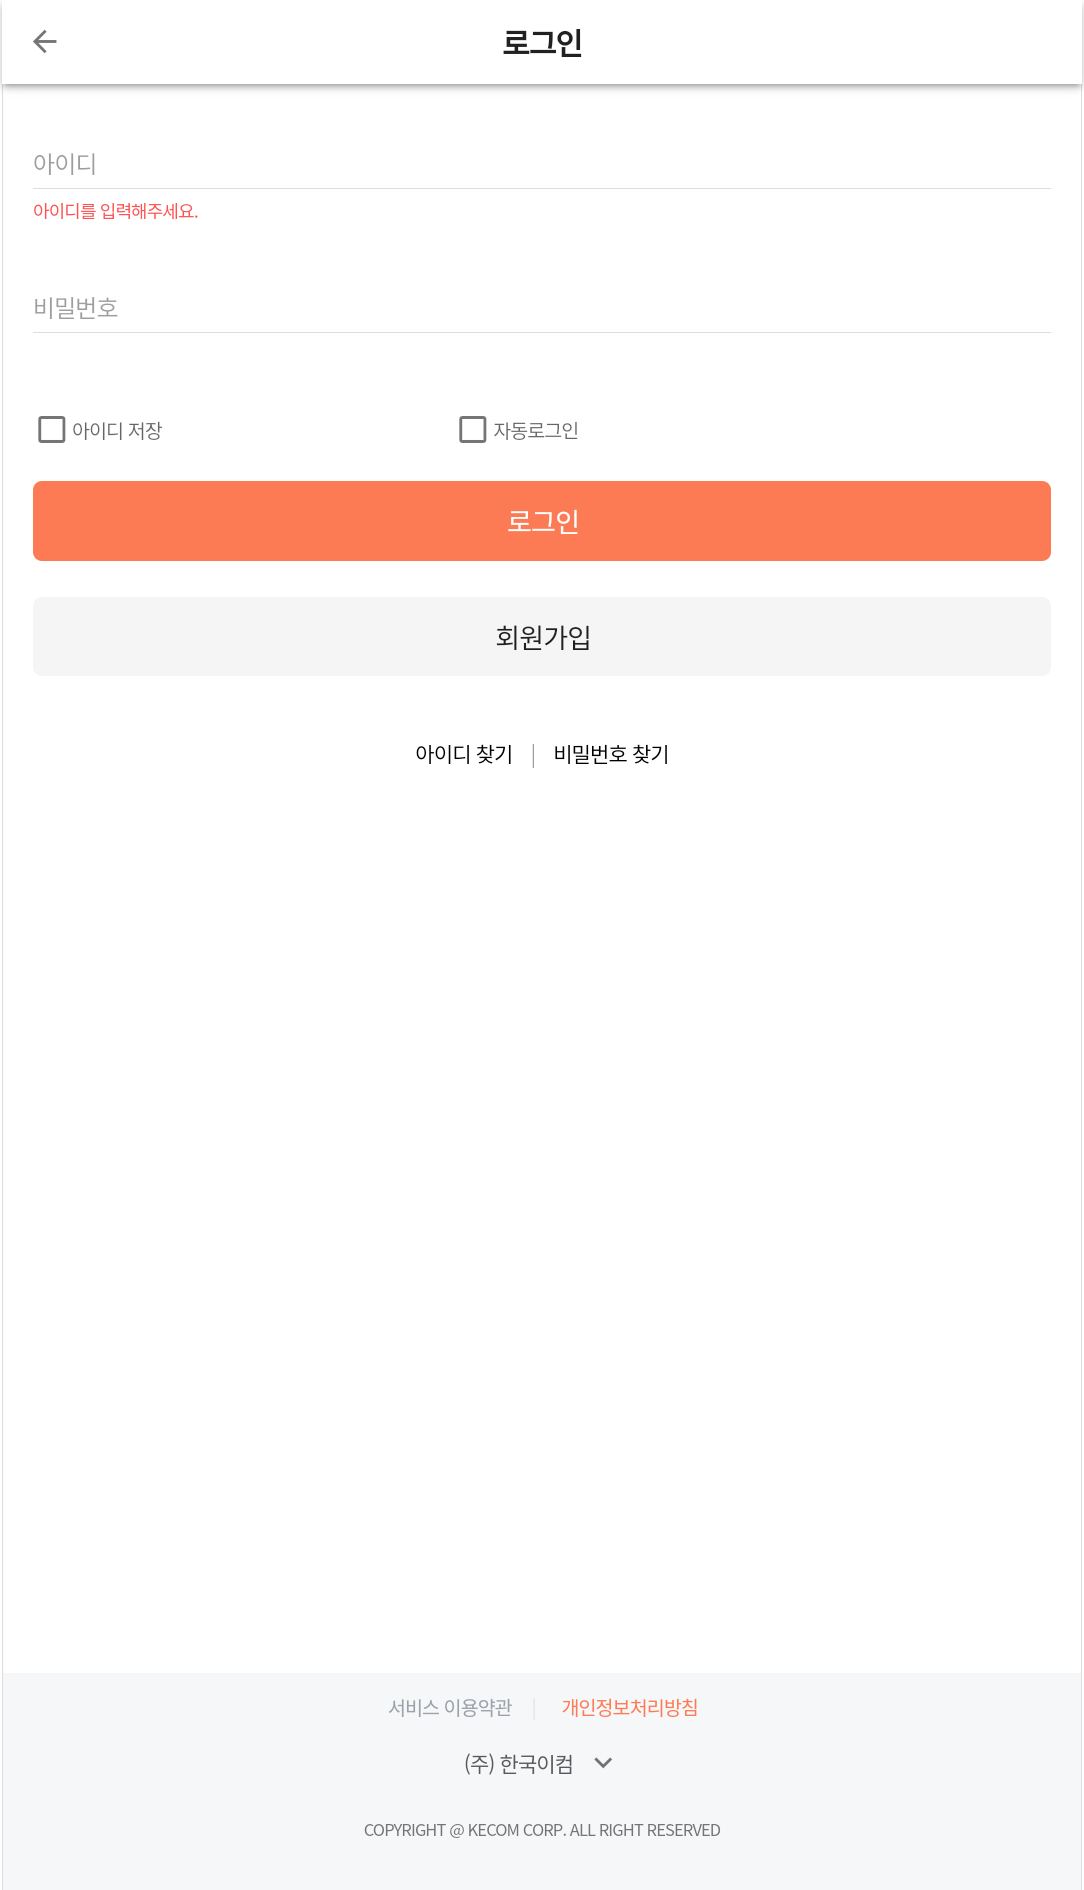 로그인
아이디
아이디를 입력해주세요.
비밀번호
아이디 저장 자동로그인
로그인
회원가입
아이디 찾기 | 비밀번호 찾기
서비스 이용약관 | 개인정보처리방침
(주) 한국이컴
COPYRIGHT @ KECOM CORP. ALL RIGHT RESERVED